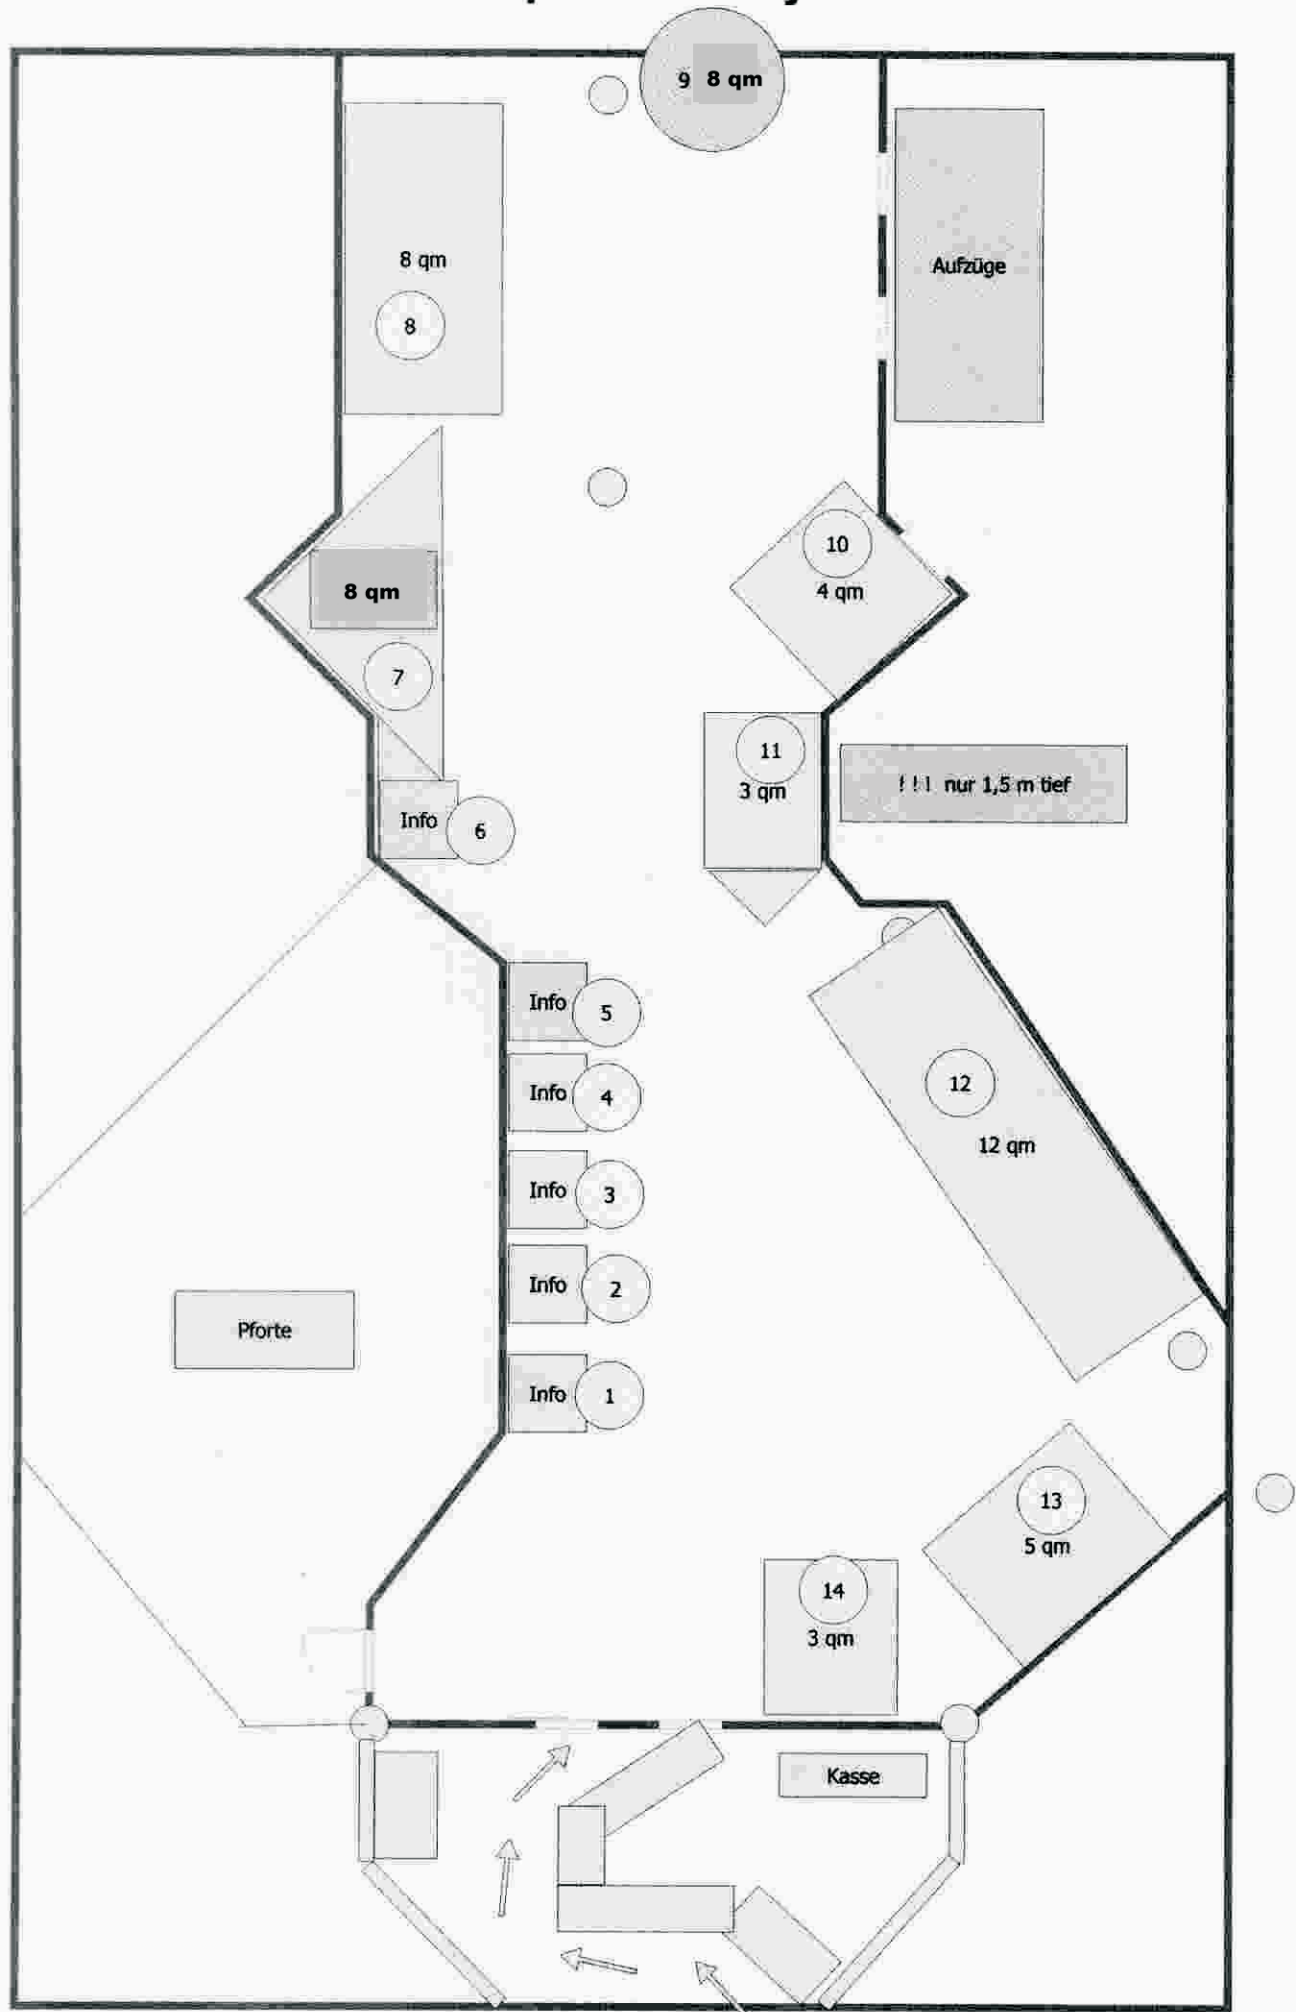 9 8 qm
8 qm
8
Aufzüge
10
4 qm
8 qm
7
11
3 qm
! ! ! nur 1,5 m tief
Info 6
Info 5
Info 4
12
12 qm
Info 3
Info 2
Pforte
Info 1
13
5 qm
14
3 qm
Kasse